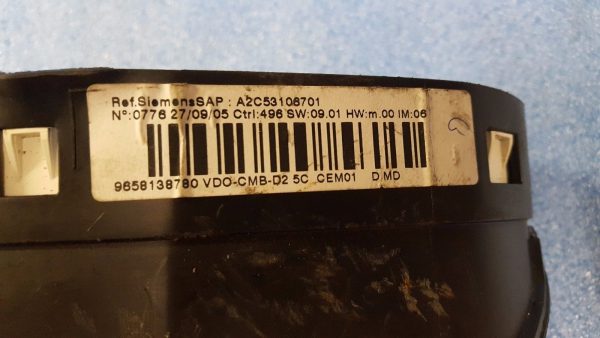 Ref.SiemensSAP : A2C53106701
Nº:0776 27/09/05 Ctrl:496 SW:09.01 HW:m.00 IM:06
9658138780 VDO-CMB-D2 5C CEM01 D MD